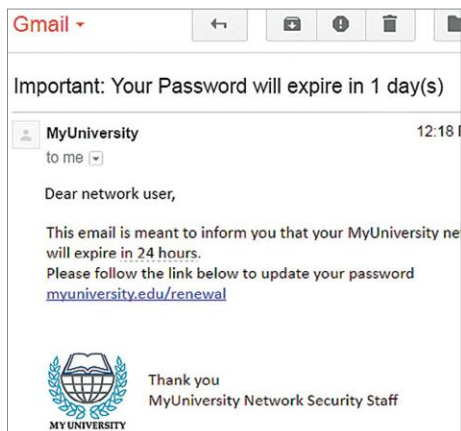 Gmail
Important: Your Password will expire in 1 day(s)
MyUniversity
12:18
to me
Dear network user,
This email is meant to inform you that your MyUniversity
will expire in 24 hours.
Please follow the link below to update your password
myuniversity.edu/renewal
Thank you
MyUniversity Network Security Staff
MY UNIVERSITY